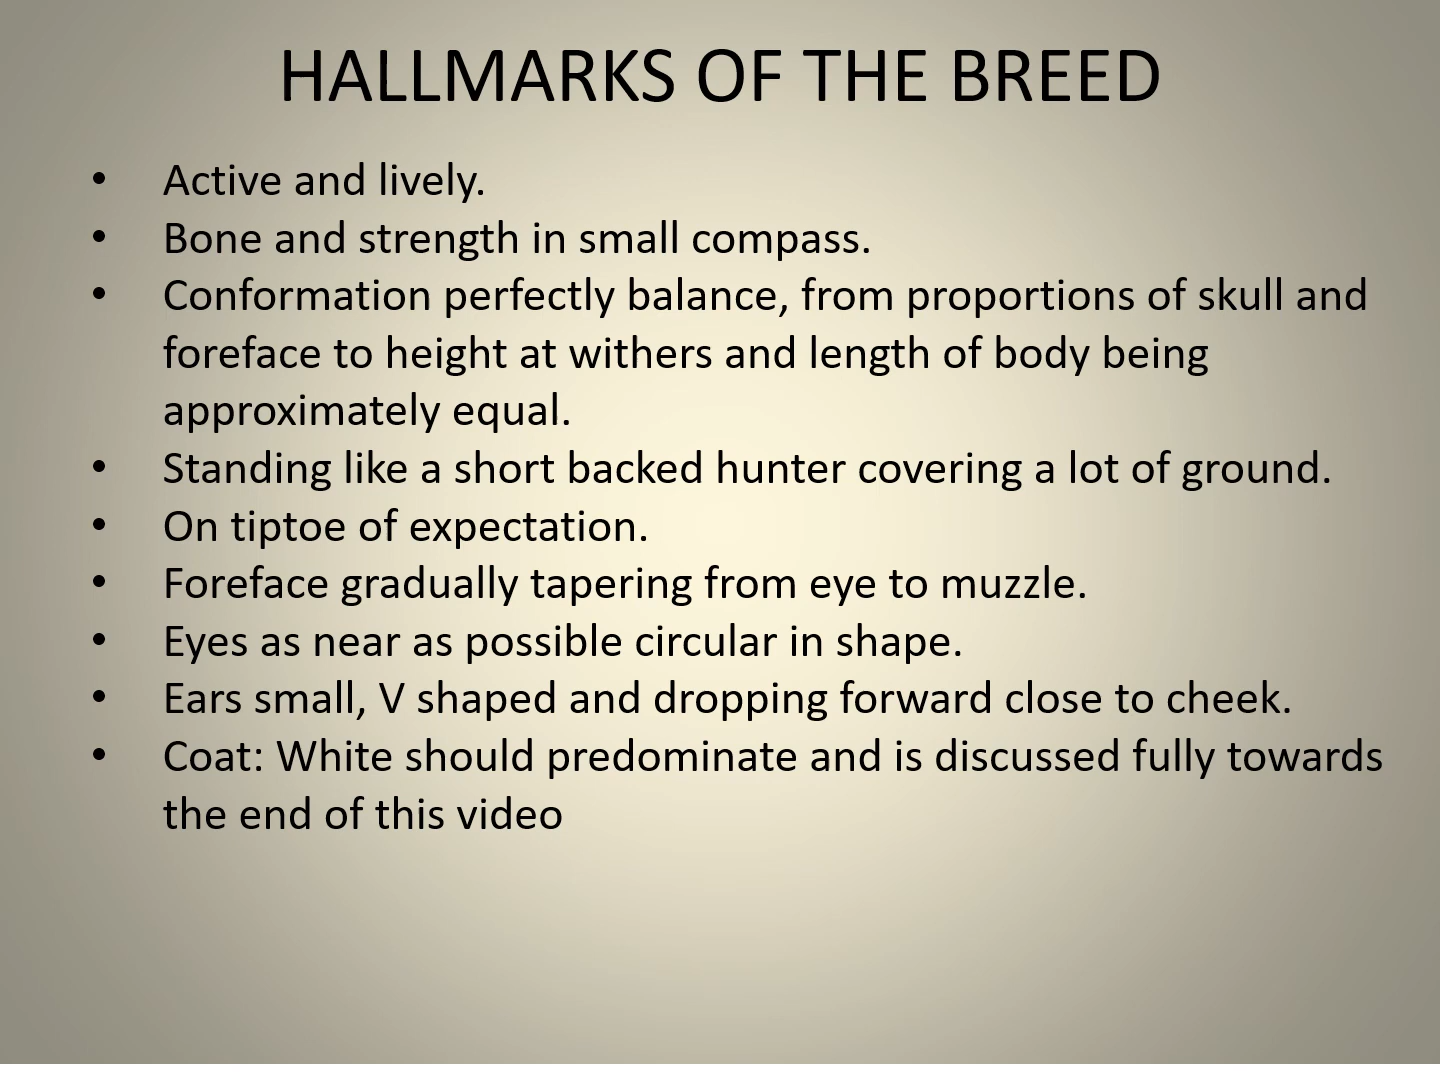 HALLMARKS OF THE BREED
• Active and lively.
• Bone and strength in small compass.
• Conformation perfectly balance, from proportions of skull and
foreface to height at withers and length of body being
approximately equal.
• Standing like a short backed hunter covering a lot of ground.
• On tiptoe of expectation.
• Foreface gradually tapering from eye to muzzle.
• Eyes as near as possible circular in shape.
• Ears small, V shaped and dropping forward close to cheek.
• Coat: White should predominate and is discussed fully towards
the end of this video